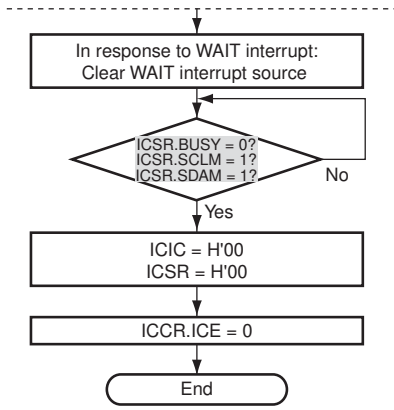 In response to WAIT interrupt:
Clear WAIT interrupt source
ICSR.BUSY = 0?
ICSR.SCLM = 1?
ICSR.SDAM = 1?
No
Yes
ICIC = H'00
ICSR = H'00
ICCR.ICE = 0
End